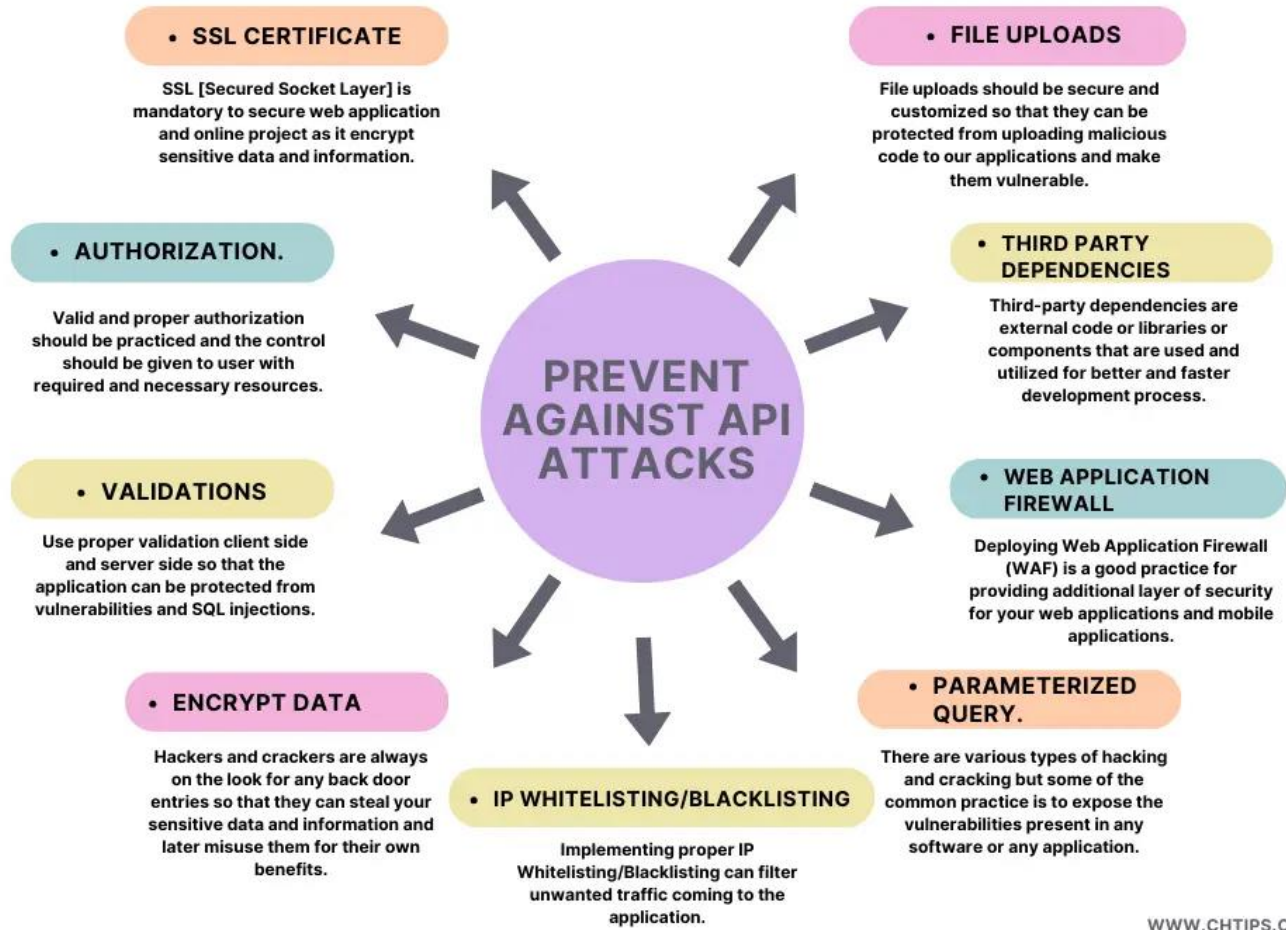 • SSL CERTIFICATE
SSL [Secured Socket Layer] is
mandatory to secure web application
and online project as it encrypt
sensitive data and information.
• AUTHORIZATION.
Valid and proper authorization
should be practiced and the control
should be given to user with
required and necessary resources.
• VALIDATIONS
Use proper validation client side
and server side so that the
application can be protected from
vulnerabilities and SQL injections.
• ENCRYPT DATA
Hackers and crackers are always
on the look for any back door
entries so that they can steal your
sensitive data and information and
later misuse them for their own
benefits.
PREVENT
AGAINST API
ATTACKS
• IP WHITELISTING/BLACKLISTING
Implementing proper IP
Whitelisting/Blacklisting can filter
unwanted traffic coming to the
application.
• FILE UPLOADS
File uploads should be secure and
customized so that they can be
protected from uploading malicious
code to our applications and make
them vulnerable.
• THIRD PARTY
DEPENDENCIES
Third-party dependencies are
external code or libraries or
components that are used and
utilized for better and faster
development process.
• WEB APPLICATION
FIREWALL
Deploying Web Application Firewall
(WAF) is a good practice for
providing additional layer of security
for your web applications and mobile
applications.
• PARAMETERIZED
QUERY.
There are various types of hacking
and cracking but some of the
common practice is to expose the
vulnerabilities present in any
software or any application.
WWW.CHTIPS.C